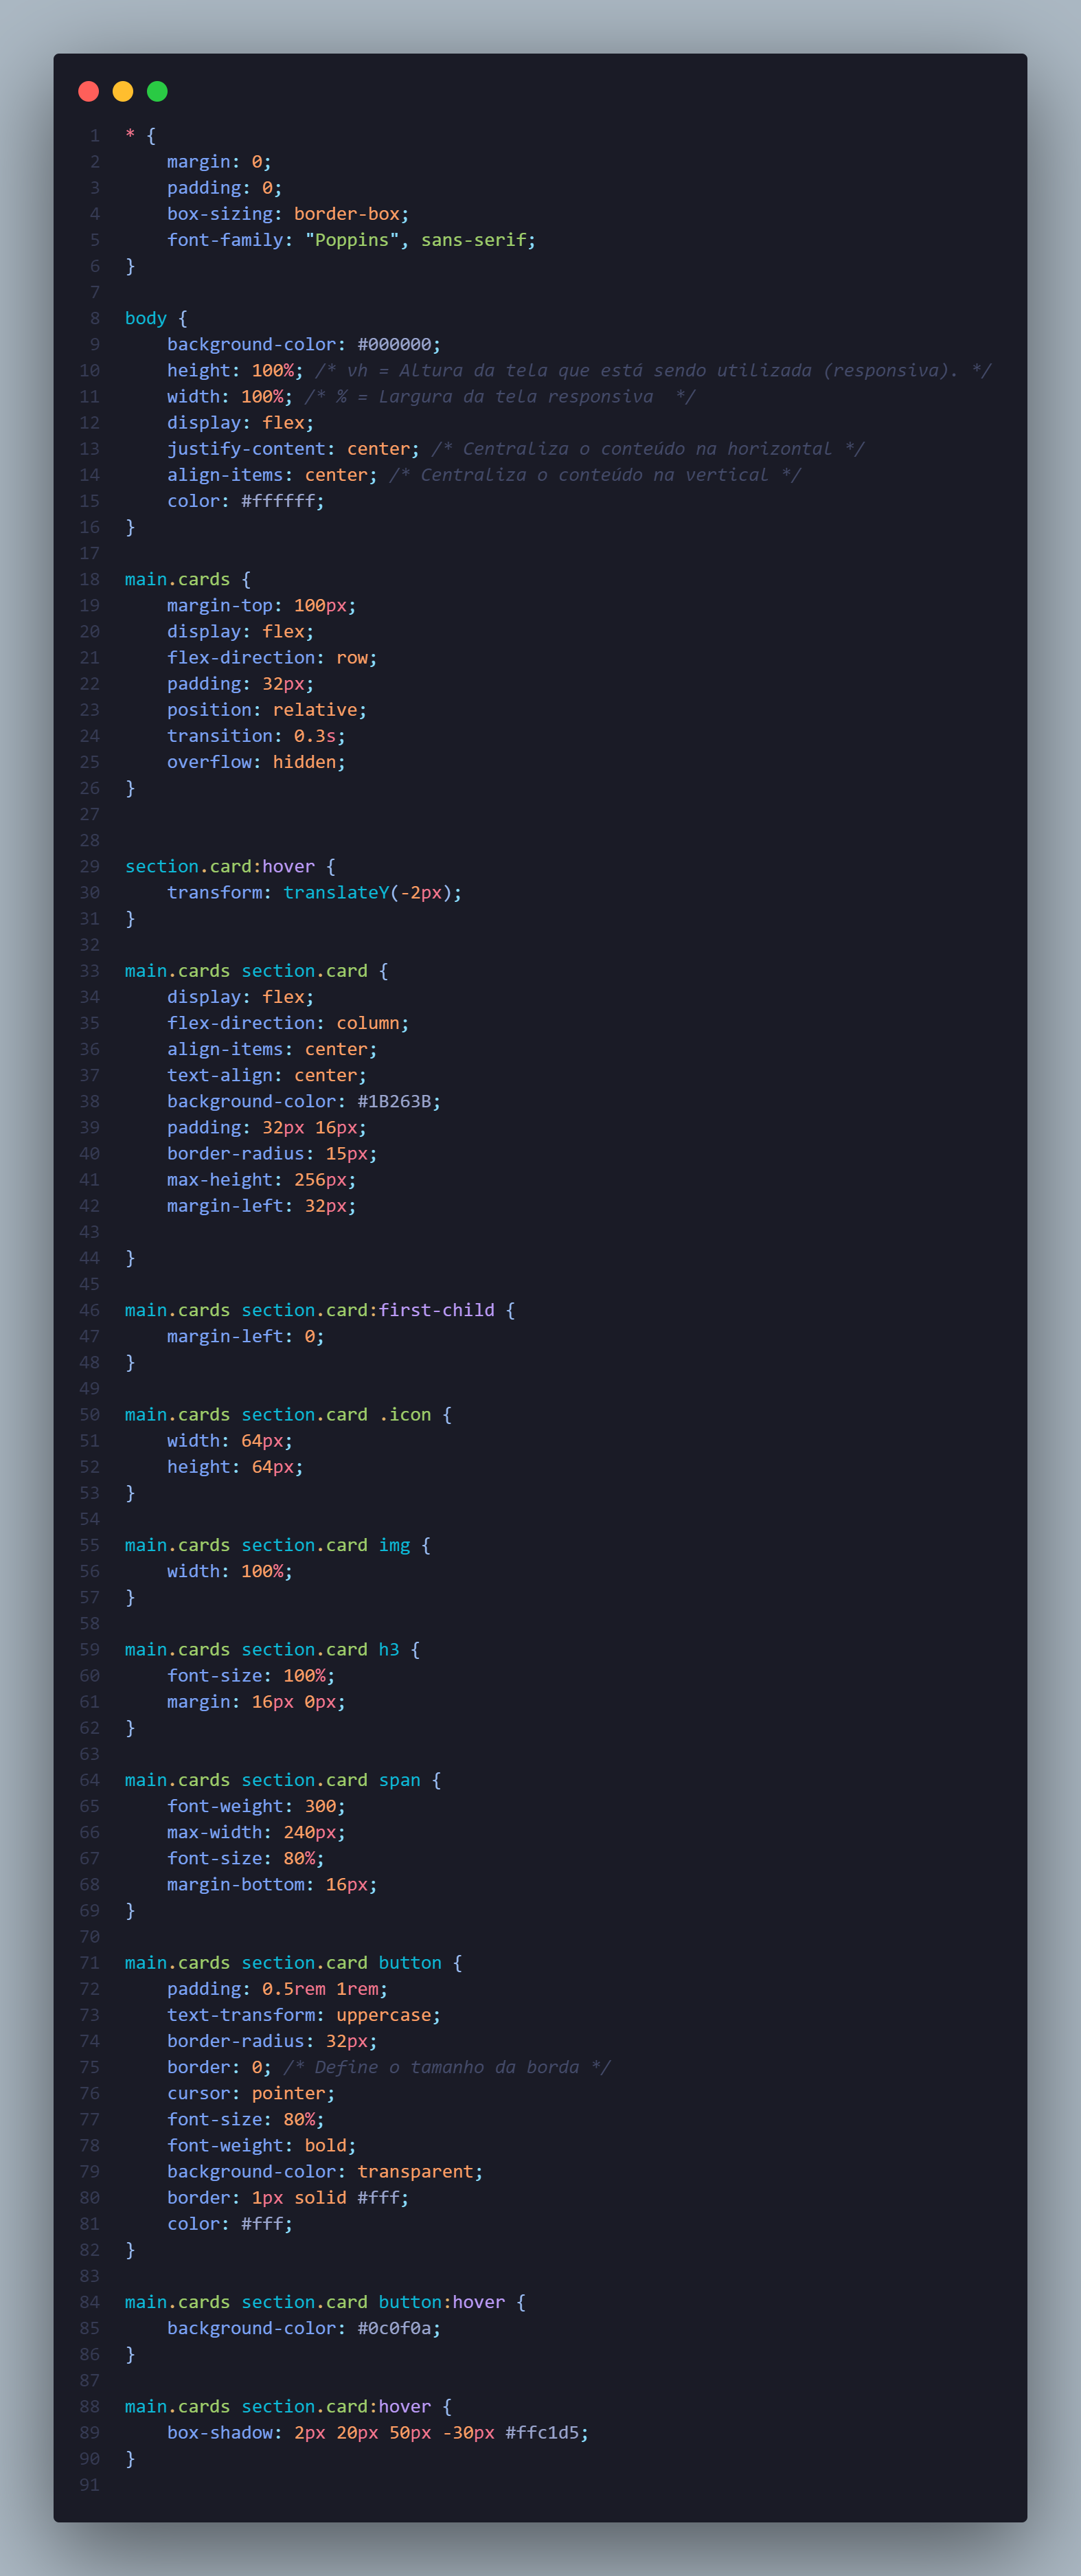 1 * {
2     margin: 0;
3     padding: 0;
4     box-sizing: border-box;
5     font-family: "Poppins", sans-serif;
6 }
7
8 body {
9     background-color: #000000;
10     height: 100%; /* vh = Altura da tela que está sendo utilizada (responsiva). */
11     width: 100%; /* % = Largura da tela responsiva  */
12     display: flex;
13     justify-content: center; /* Centraliza o conteúdo na horizontal */
14     align-items: center; /* Centraliza o conteúdo na vertical */
15     color: #ffffff;
16 }
17
18 main.cards {
19     margin-top: 100px;
20     display: flex;
21     flex-direction: row;
22     padding: 32px;
23     position: relative;
24     transition: 0.3s;
25     overflow: hidden;
26 }
27
28
29 section.card:hover {
30     transform: translateY(-2px);
31 }
32
33 main.cards section.card {
34     display: flex;
35     flex-direction: column;
36     align-items: center;
37     text-align: center;
38     background-color: #1B263B;
39     padding: 32px 16px;
40     border-radius: 15px;
41     max-height: 256px;
42     margin-left: 32px;
43
44 }
45
46 main.cards section.card:first-child {
47     margin-left: 0;
48 }
49
50 main.cards section.card .icon {
51     width: 64px;
52     height: 64px;
53 }
54
55 main.cards section.card img {
56     width: 100%;
57 }
58
59 main.cards section.card h3 {
60     font-size: 100%;
61     margin: 16px 0px;
62 }
63
64 main.cards section.card span {
65     font-weight: 300;
66     max-width: 240px;
67     font-size: 80%;
68     margin-bottom: 16px;
69 }
70
71 main.cards section.card button {
72     padding: 0.5rem 1rem;
73     text-transform: uppercase;
74     border-radius: 32px;
75     border: 0; /* Define o tamanho da borda */
76     cursor: pointer;
77     font-size: 80%;
78     font-weight: bold;
79     background-color: transparent;
80     border: 1px solid #fff;
81     color: #fff;
82 }
83
84 main.cards section.card button:hover {
85     background-color: #0c0f0a;
86 }
87
88 main.cards section.card:hover {
89     box-shadow: 2px 20px 50px -30px #ffc1d5;
90 }
91